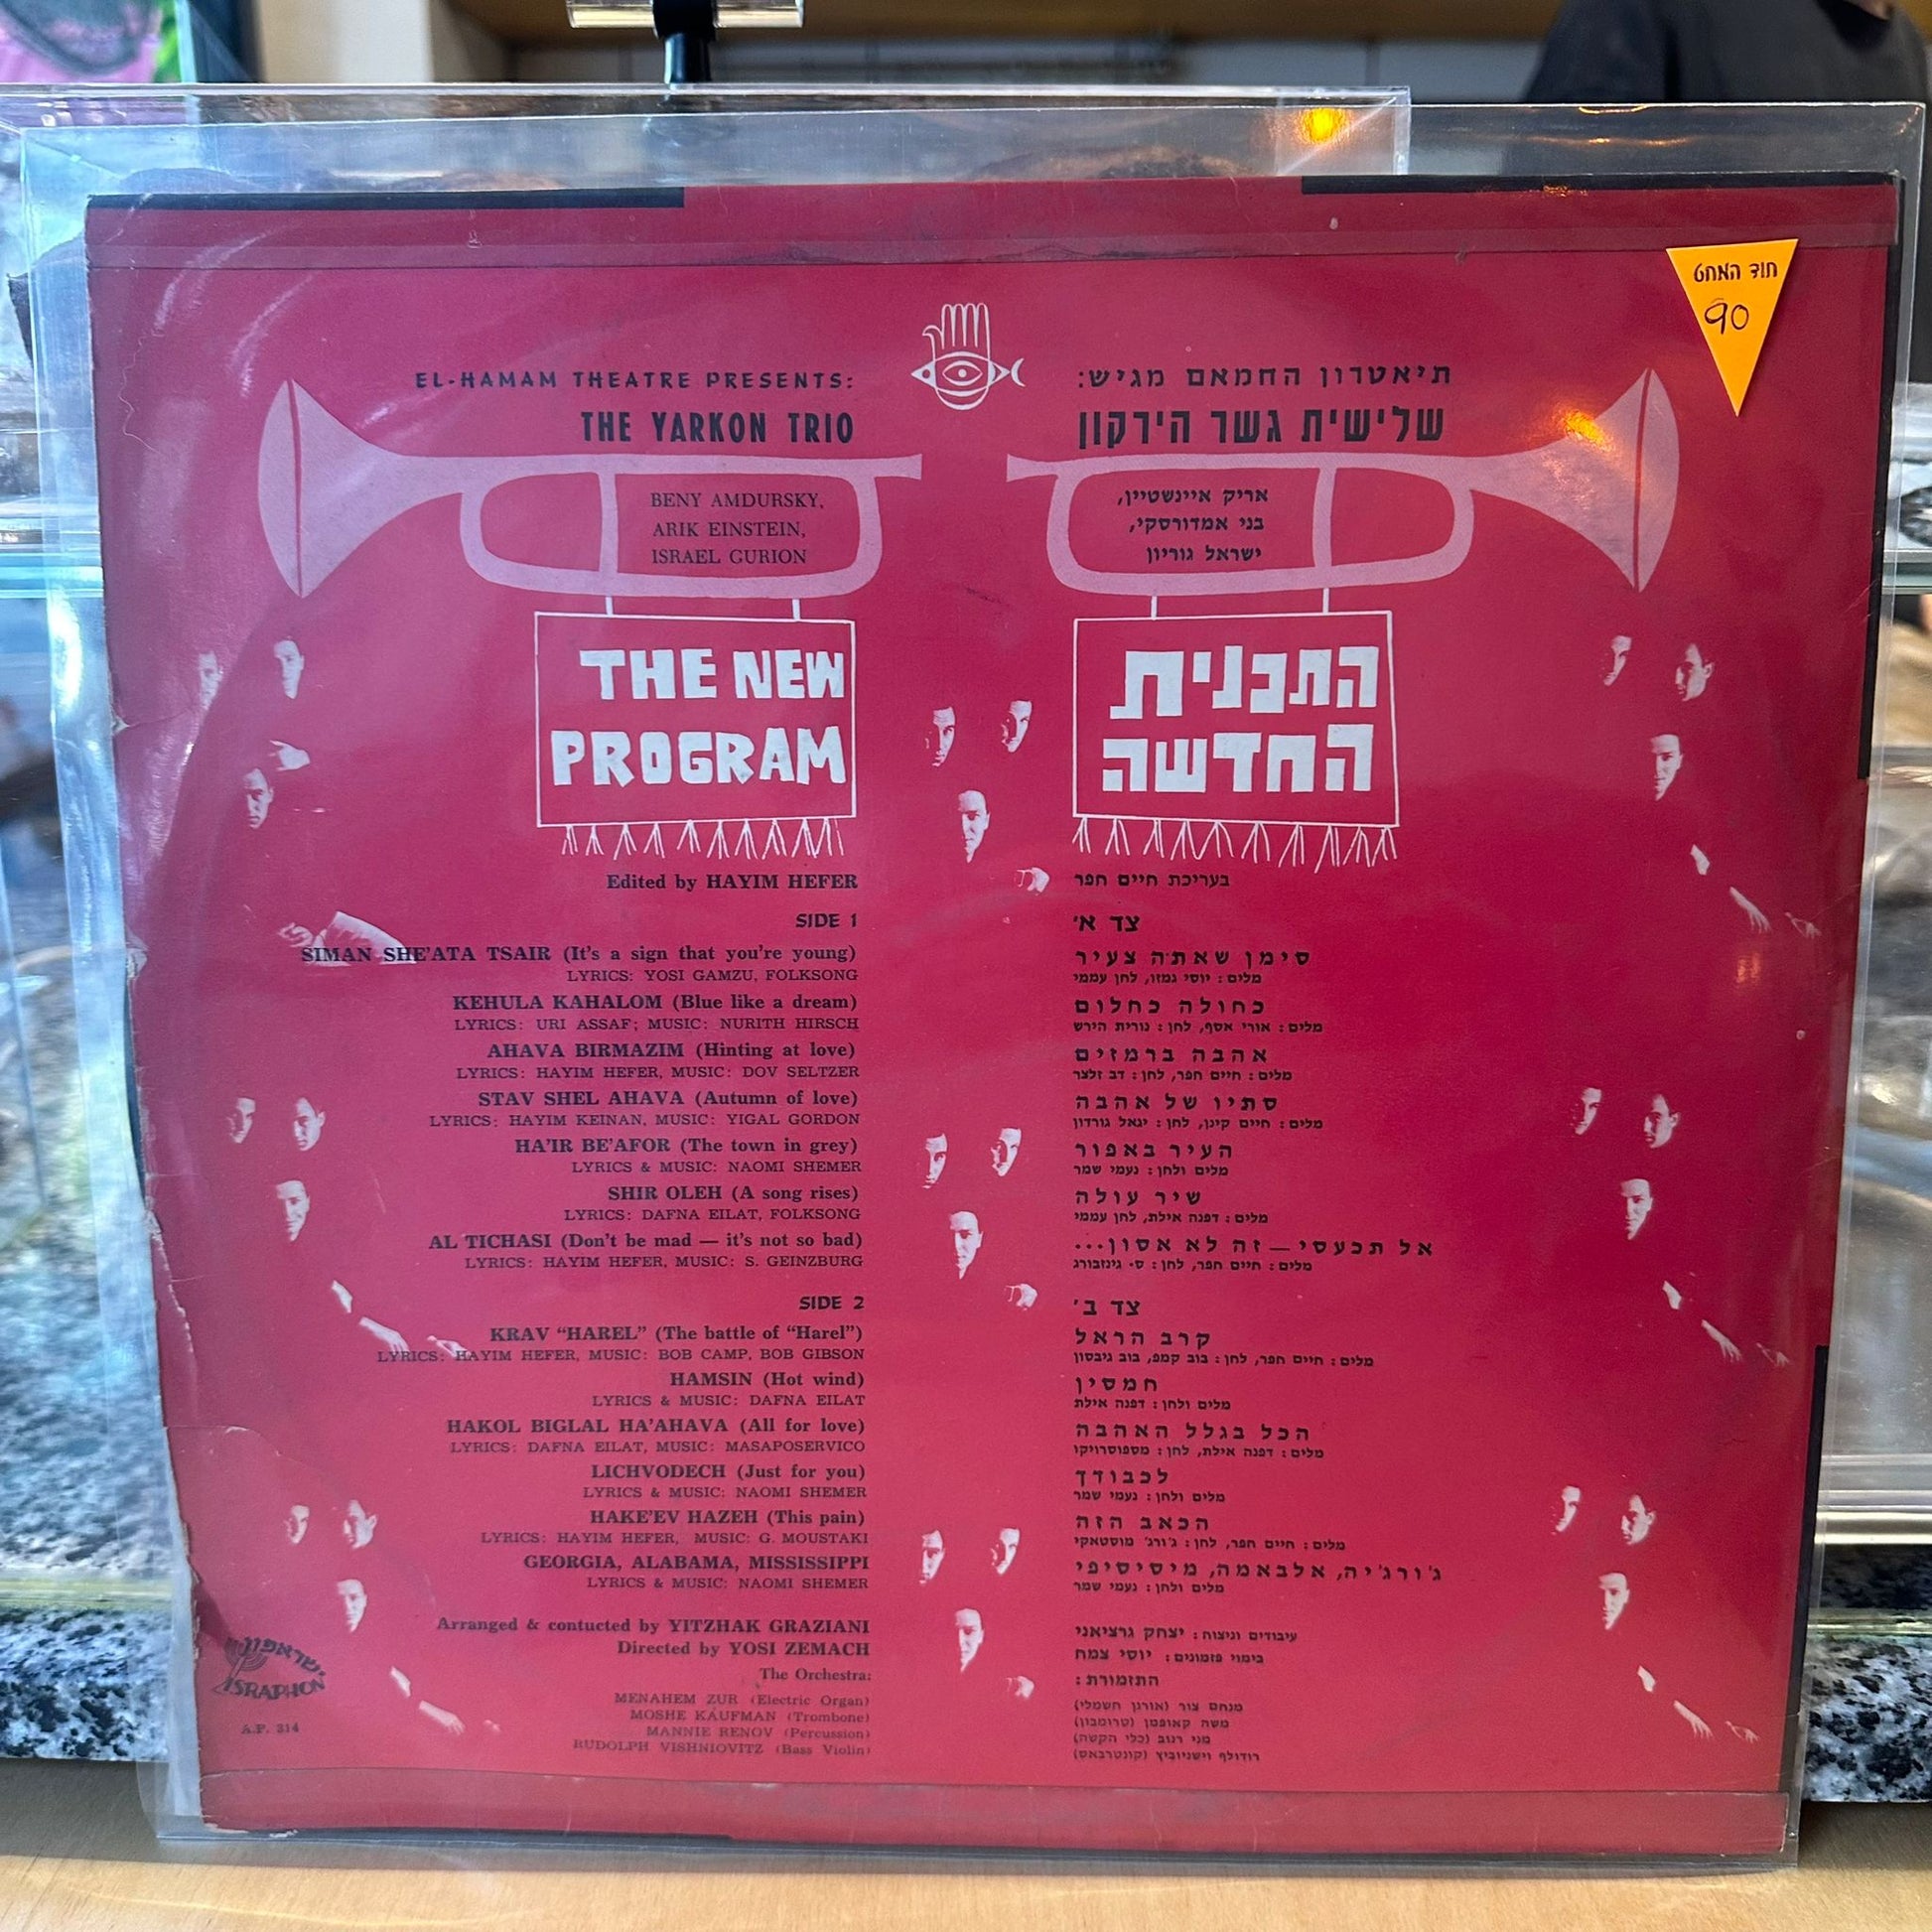 חוד המחט
90
EL-HAMAM THEATRE PRESENTS:
THE YARKON TRIO
BENY AMDURSKY,
ARIK EINSTEIN,
ISRAEL GURION
THE NEW
PROGRAM
Edited by HAYIM HEFER
SIDE 1
SIMAN SHE'ATA TSAIR (It's a sign that you're young)
LYRICS: YOSI GAMZU, FOLKSONG
KEHULA KAHALOM (Blue like a dream)
LYRICS: URI ASSAF; MUSIC: NURITH HIRSCH
AHAVA BIRMAZIM (Hinting at love)
LYRICS: HAYIM HEFER, MUSIC: DOV SELTZER
STAV SHEL AHAVA (Autumn of love)
LYRICS: HAYIM KEINAN, MUSIC: YIGAL GORDON
HA'IR BE'AFOR (The town in grey)
LYRICS & MUSIC: NAOMI SHEMER
SHIR OLEH (A song rises)
LYRICS: DAFNA EILAT, FOLKSONG
AL TICHASI (Don't be mad — it's not so bad)
LYRICS: HAYIM HEFER, MUSIC: S. GEINZBURG
SIDE 2
KRAV "HAREL" (The battle of "Harel")
LYRICS: HAYIM HEFER, MUSIC: BOB CAMP, BOB GIBSON
HAMSIN (Hot wind)
LYRICS & MUSIC: DAFNA EILAT
HAKOL BIGLAL HA'AHAVA (All for love)
LYRICS: DAFNA EILAT, MUSIC: MASAPOSERVICO
LICHVODECH (Just for you)
LYRICS & MUSIC: NAOMI SHEMER
HAKE'EV HAZEH (This pain)
LYRICS: HAYIM HEFER, MUSIC: G. MOUSTAKI
GEORGIA, ALABAMA, MISSISSIPPI
LYRICS & MUSIC: NAOMI SHEMER
Arranged & contucted by YITZHAK GRAZIANI
Directed by YOSI ZEMACH
The Orchestra:
MENAHEM ZUR (Electric Organ)
MOSHE KAUFMAN (Trombone)
MANNIE RENOV (Percussion)
RUDOLPH VISHNIOVITZ (Bass Violin)
ישראפון
ISRAPHON
A.P. 314
תיאטרון החמאם מגיש:
שלישית גשר הירקון
אריק איינשטיין,
בני אמדורסקי,
ישראל גוריון
התכנית
החדשה
בעריכת חיים חפר
צד א'
סימן שאתה צעיר
מלים: יוסי גמזו, לחן עממי
כחולה כחלום
מלים: אורי אסף, לחן: נורית הירש
אהבה ברמזים
מלים: חיים חפר, לחן: דב זלצר
סתיו של אהבה
מלים: חיים קינן, לחן: יגאל גורדון
העיר באפור
מלים ולחן: נעמי שמר
שיר עולה
מלים: דפנה אילת, לחן עממי
אל תכעסי — זה לא אסון...
מלים: חיים חפר, לחן: ס. גינזבורג
צד ב'
קרב הראל
מלים: חיים חפר, לחן: בוב קמפ, בוב גיבסון
חמסין
מלים ולחן: דפנה אילת
הכל בגלל האהבה
מלים: דפנה אילת, לחן: מספוסרויקו
לכבודך
מלים ולחן: נעמי שמר
הכאב הזה
מלים: חיים חפר, לחן: ג'ורג' מוסטאקי
ג'ורג'יה, אלבאמה, מיסיסיפי
מלים ולחן: נעמי שמר
עיבודים וניצוח: יצחק גרציאני
בימוי פזמונים: יוסי צמח
התזמורת:
מנחם צור (אורגן חשמלי)
משה קאופמן (טרומבון)
מני רנוב (כלי הקשה)
רודולף וישניוביץ (קונטרבאס)